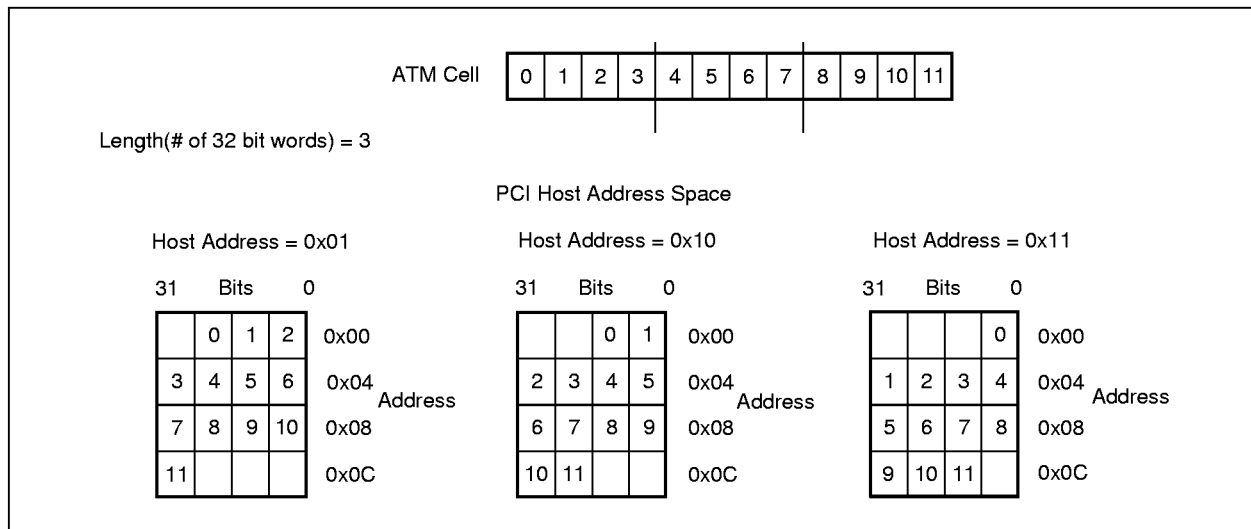 ATM Cell 0 1 2 3 4 5 6 7 8 9 10 11
Length(# of 32 bit words) = 3
PCI Host Address Space
Host Address = 0x01
31 Bits 0
0 1 2 0x00
3 4 5 6 0x04
Address
7 8 9 10 0x08
11 0x0C
Host Address = 0x10
31 Bits 0
0 1 0x00
2 3 4 5 0x04
Address
6 7 8 9 0x08
10 11 0x0C
Host Address = 0x11
31 Bits 0
0 0x00
1 2 3 4 0x04
Address
5 6 7 8 0x08
9 10 11 0x0C